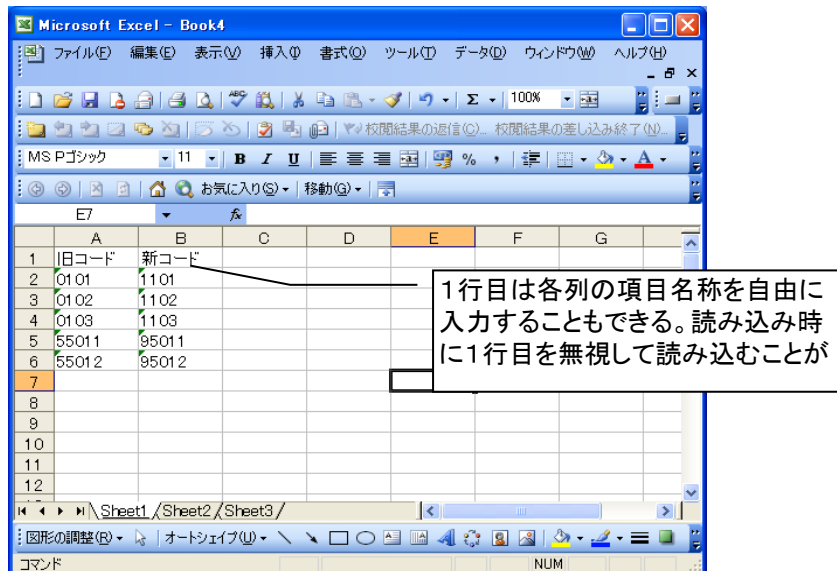 Microsoft Excel - Book4
ファイル(F) 編集(E) 表示(V) 挿入(I) 書式(O) ツール(T) データ(D) ウィンドウ(W) ヘルプ(H)
100%
校閲結果の返信(C)... 校閲結果の差し込み終了(N)...
MS Pゴシック 11 B I U % ,
お気に入り(S) 移動(G)
E7 fx
A B C D E F G
1 旧コード 新コード
2 0101 1101
3 0102 1102
4 0103 1103
5 55011 95011
6 55012 95012
7
8
9
10
11
12
1行目は各列の項目名称を自由に
入力することもできる。読み込み時
に1行目を無視して読み込むことが
Sheet1 Sheet2 Sheet3
図形の調整(R) オートシェイプ(U)
コマンド NUM